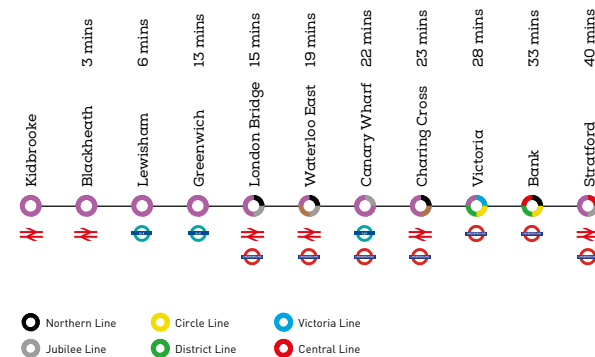 3 mins
6 mins
13 mins
15 mins
19 mins
22 mins
23 mins
28 mins
33 mins
40 mins
Kidbrooke
Blackheath
Lewisham
Greenwich
London Bridge
Waterloo East
Canary Wharf
Charing Cross
Victoria
Bank
Stratford
Northern Line
Circle Line
Victoria Line
Jubilee Line
District Line
Central Line